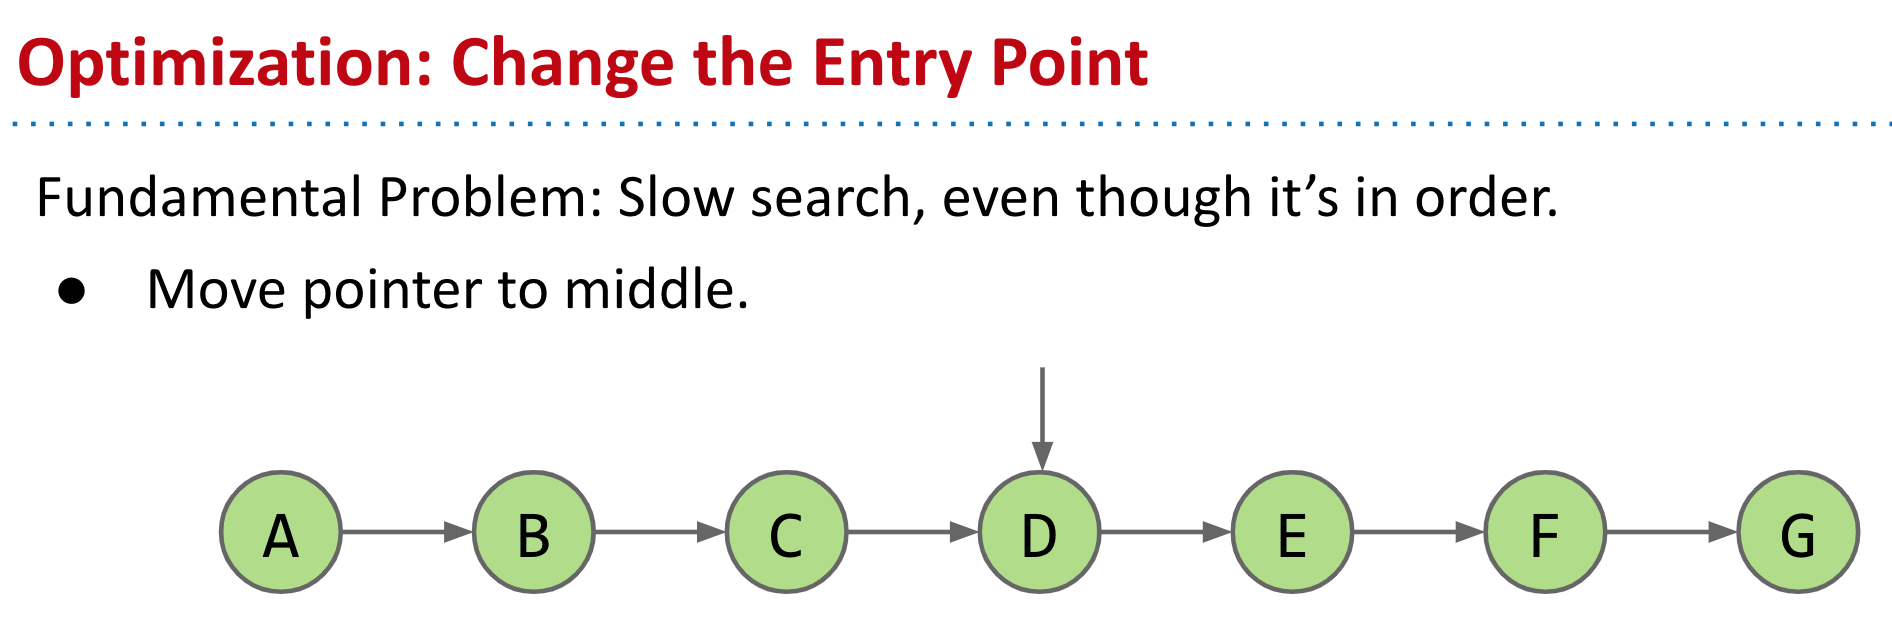 Optimization: Change the Entry Point
Fundamental Problem: Slow search, even though it’s in order.
● Move pointer to middle.
A B C D E F G